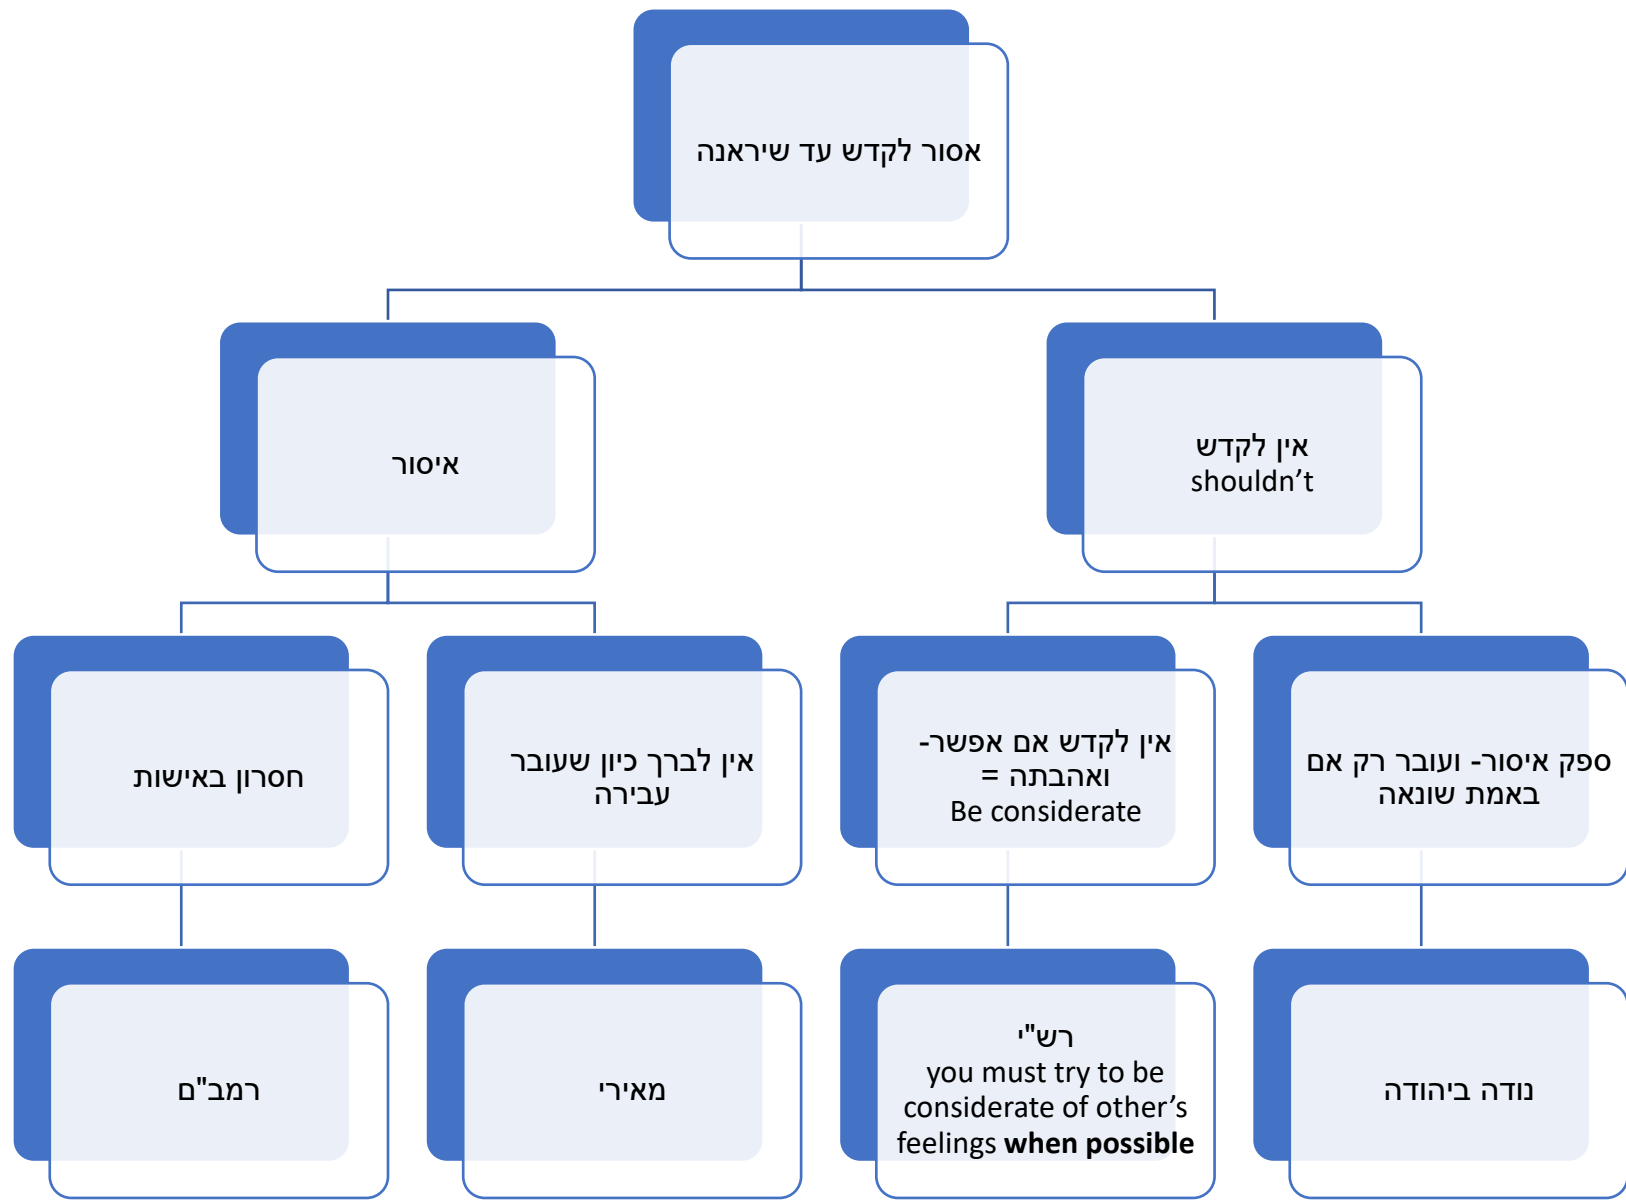 אסור לקדש עד שיראנה
אין לקדש
shouldn't
איסור
ספק איסור- ועובר רק אם
באמת שונאה
אין לקדש אם אפשר-
ואהבתה =
Be considerate
אין לברך כיון שעובר
עבירה
חסרון באישות
נודה ביהודה
רש"י
you must try to be
considerate of other's
feelings when possible
מאירי
רמב"ם